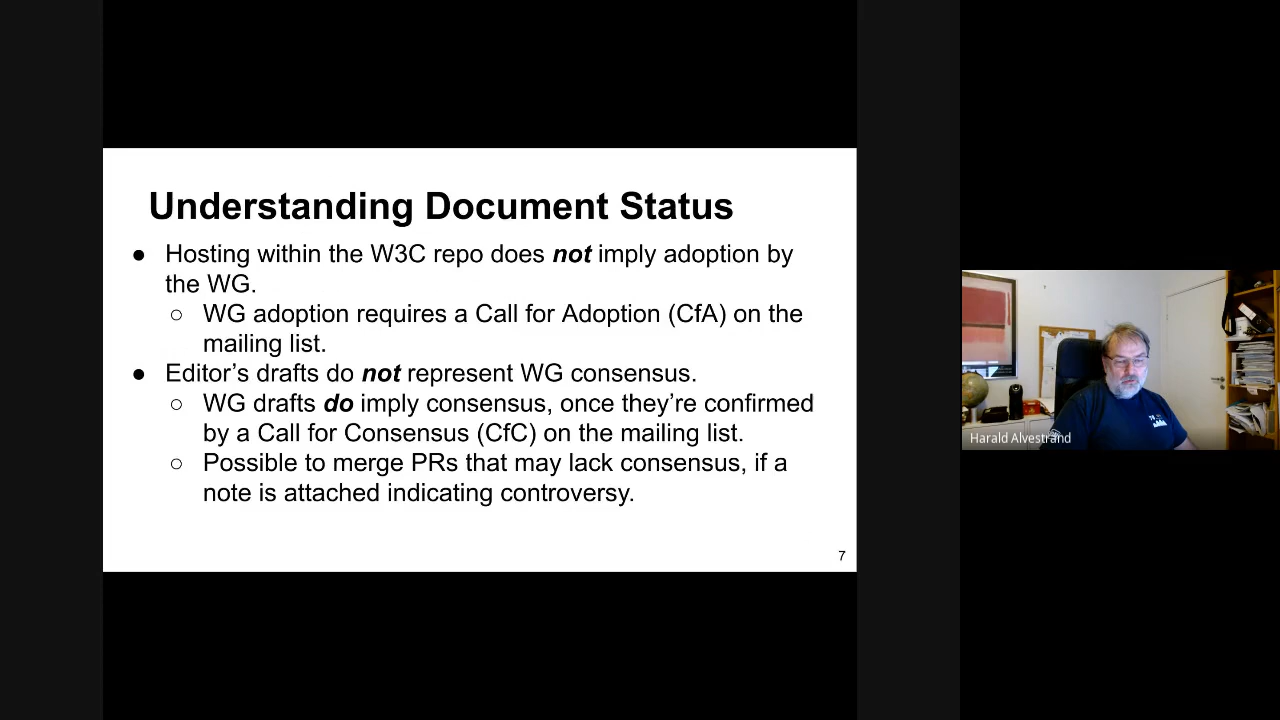 Understanding Document Status
● Hosting within the W3C repo does not imply adoption by
the WG.
○ WG adoption requires a Call for Adoption (CfA) on the
mailing list.
● Editor’s drafts do not represent WG consensus.
○ WG drafts do imply consensus, once they’re confirmed
by a Call for Consensus (CfC) on the mailing list.
○ Possible to merge PRs that may lack consensus, if a
note is attached indicating controversy.
7
Harald Alvestrand